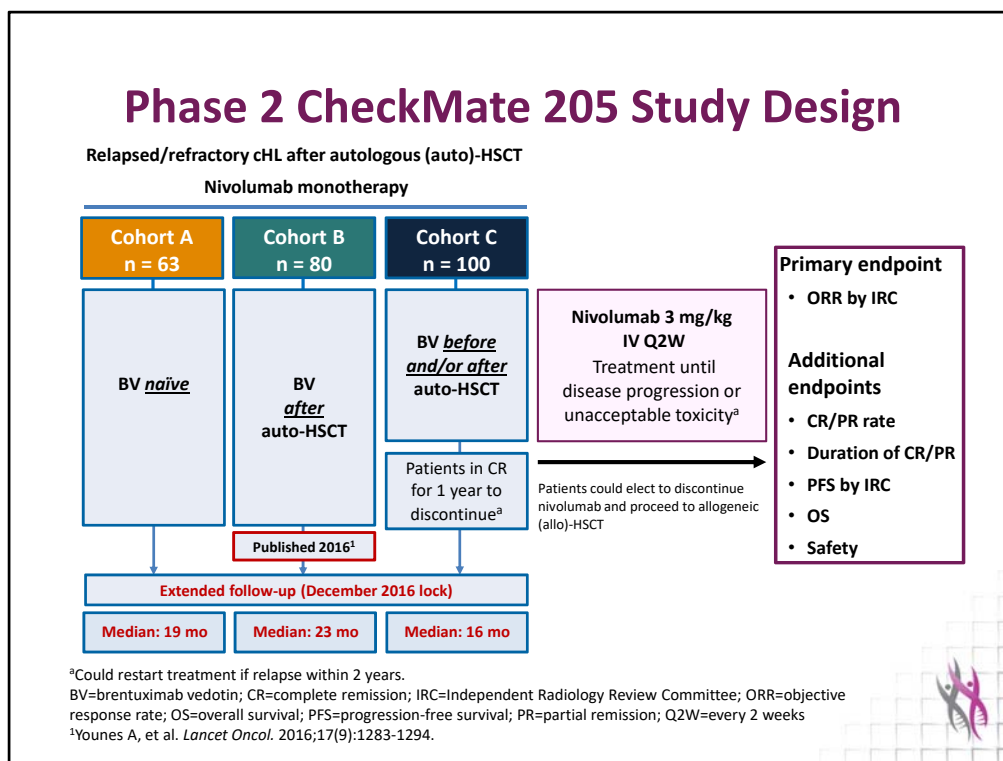 Phase 2 CheckMate 205 Study Design
Relapsed/refractory cHL after autologous (auto)-HSCT
Nivolumab monotherapy
Cohort A
n = 63
Cohort B
n = 80
Cohort C
n = 100
BV naïve
BV
after
auto-HSCT
BV before
and/or after
auto-HSCT
Patients in CR
for 1 year to
discontinueᵃ
Nivolumab 3 mg/kg
IV Q2W
Treatment until
disease progression or
unacceptable toxicityᵃ
Patients could elect to discontinue
nivolumab and proceed to allogeneic
(allo)-HSCT
Primary endpoint
• ORR by IRC
Additional
endpoints
• CR/PR rate
• Duration of CR/PR
• PFS by IRC
• OS
• Safety
Published 2016¹
Extended follow-up (December 2016 lock)
Median: 19 mo
Median: 23 mo
Median: 16 mo
ᵃCould restart treatment if relapse within 2 years.
BV=brentuximab vedotin; CR=complete remission; IRC=Independent Radiology Review Committee; ORR=objective
response rate; OS=overall survival; PFS=progression-free survival; PR=partial remission; Q2W=every 2 weeks
¹Younes A, et al. Lancet Oncol. 2016;17(9):1283-1294.